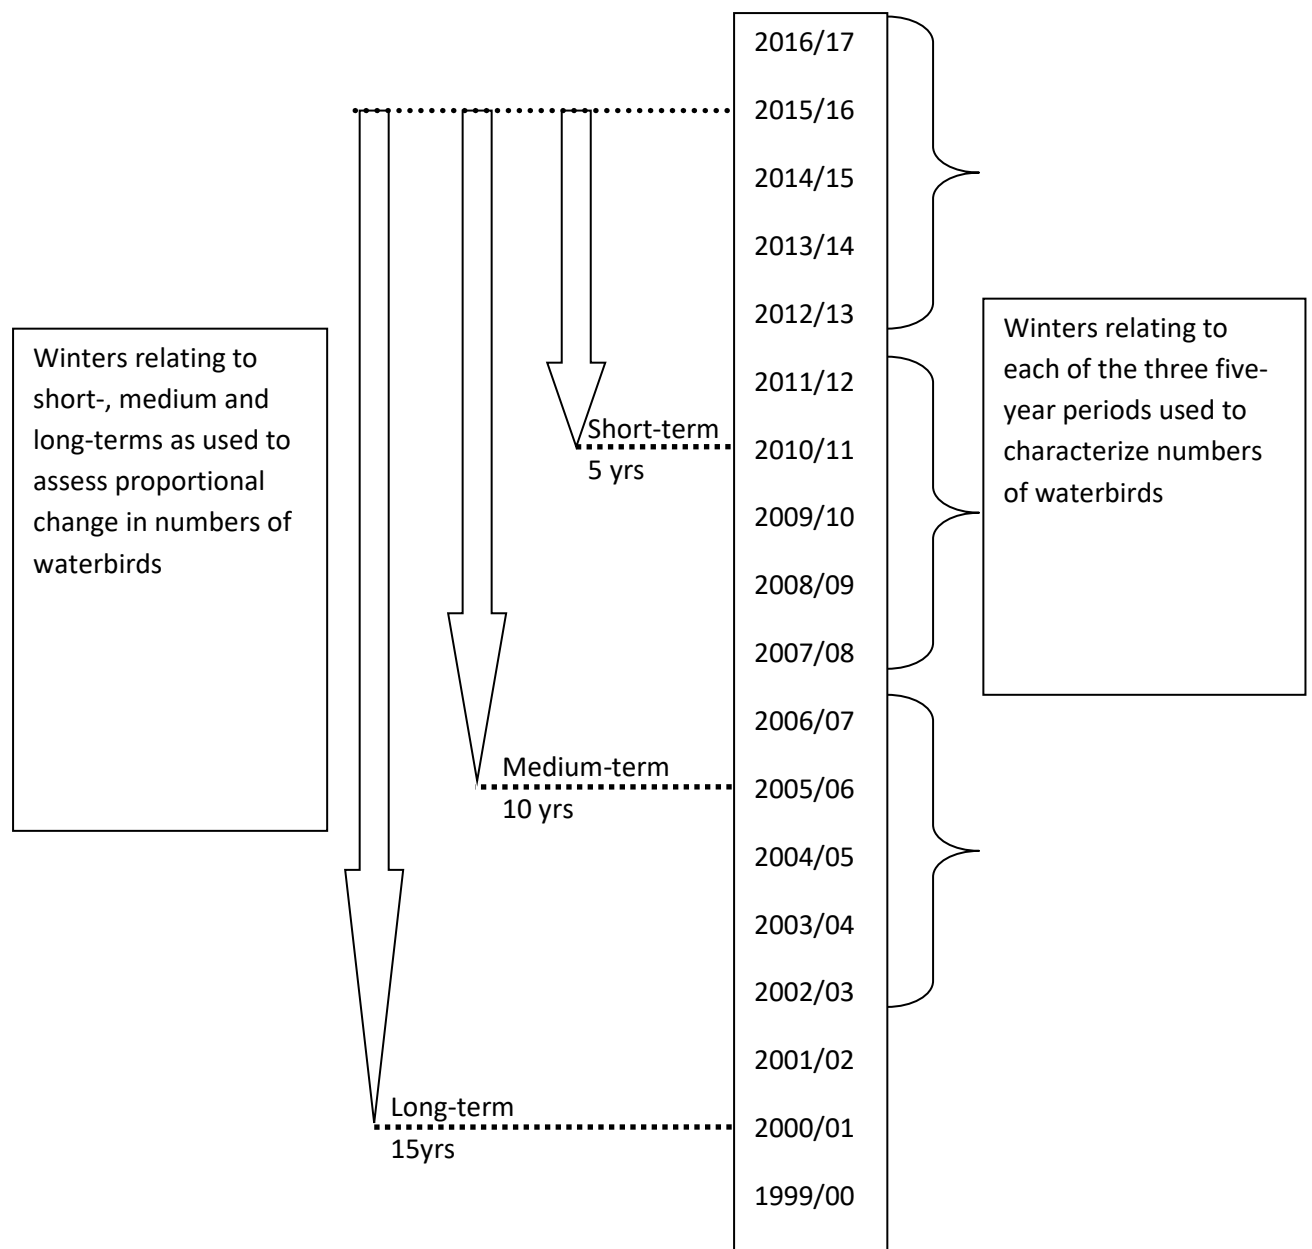 Winters relating to
short-, medium and
long-terms as used to
assess proportional
change in numbers of
waterbirds
Short-term
5 yrs
Medium-term
10 yrs
Long-term
15yrs
2016/17
2015/16
2014/15
2013/14
2012/13
2011/12
2010/11
2009/10
2008/09
2007/08
2006/07
2005/06
2004/05
2003/04
2002/03
2001/02
2000/01
1999/00
Winters relating to
each of the three five-
year periods used to
characterize numbers
of waterbirds